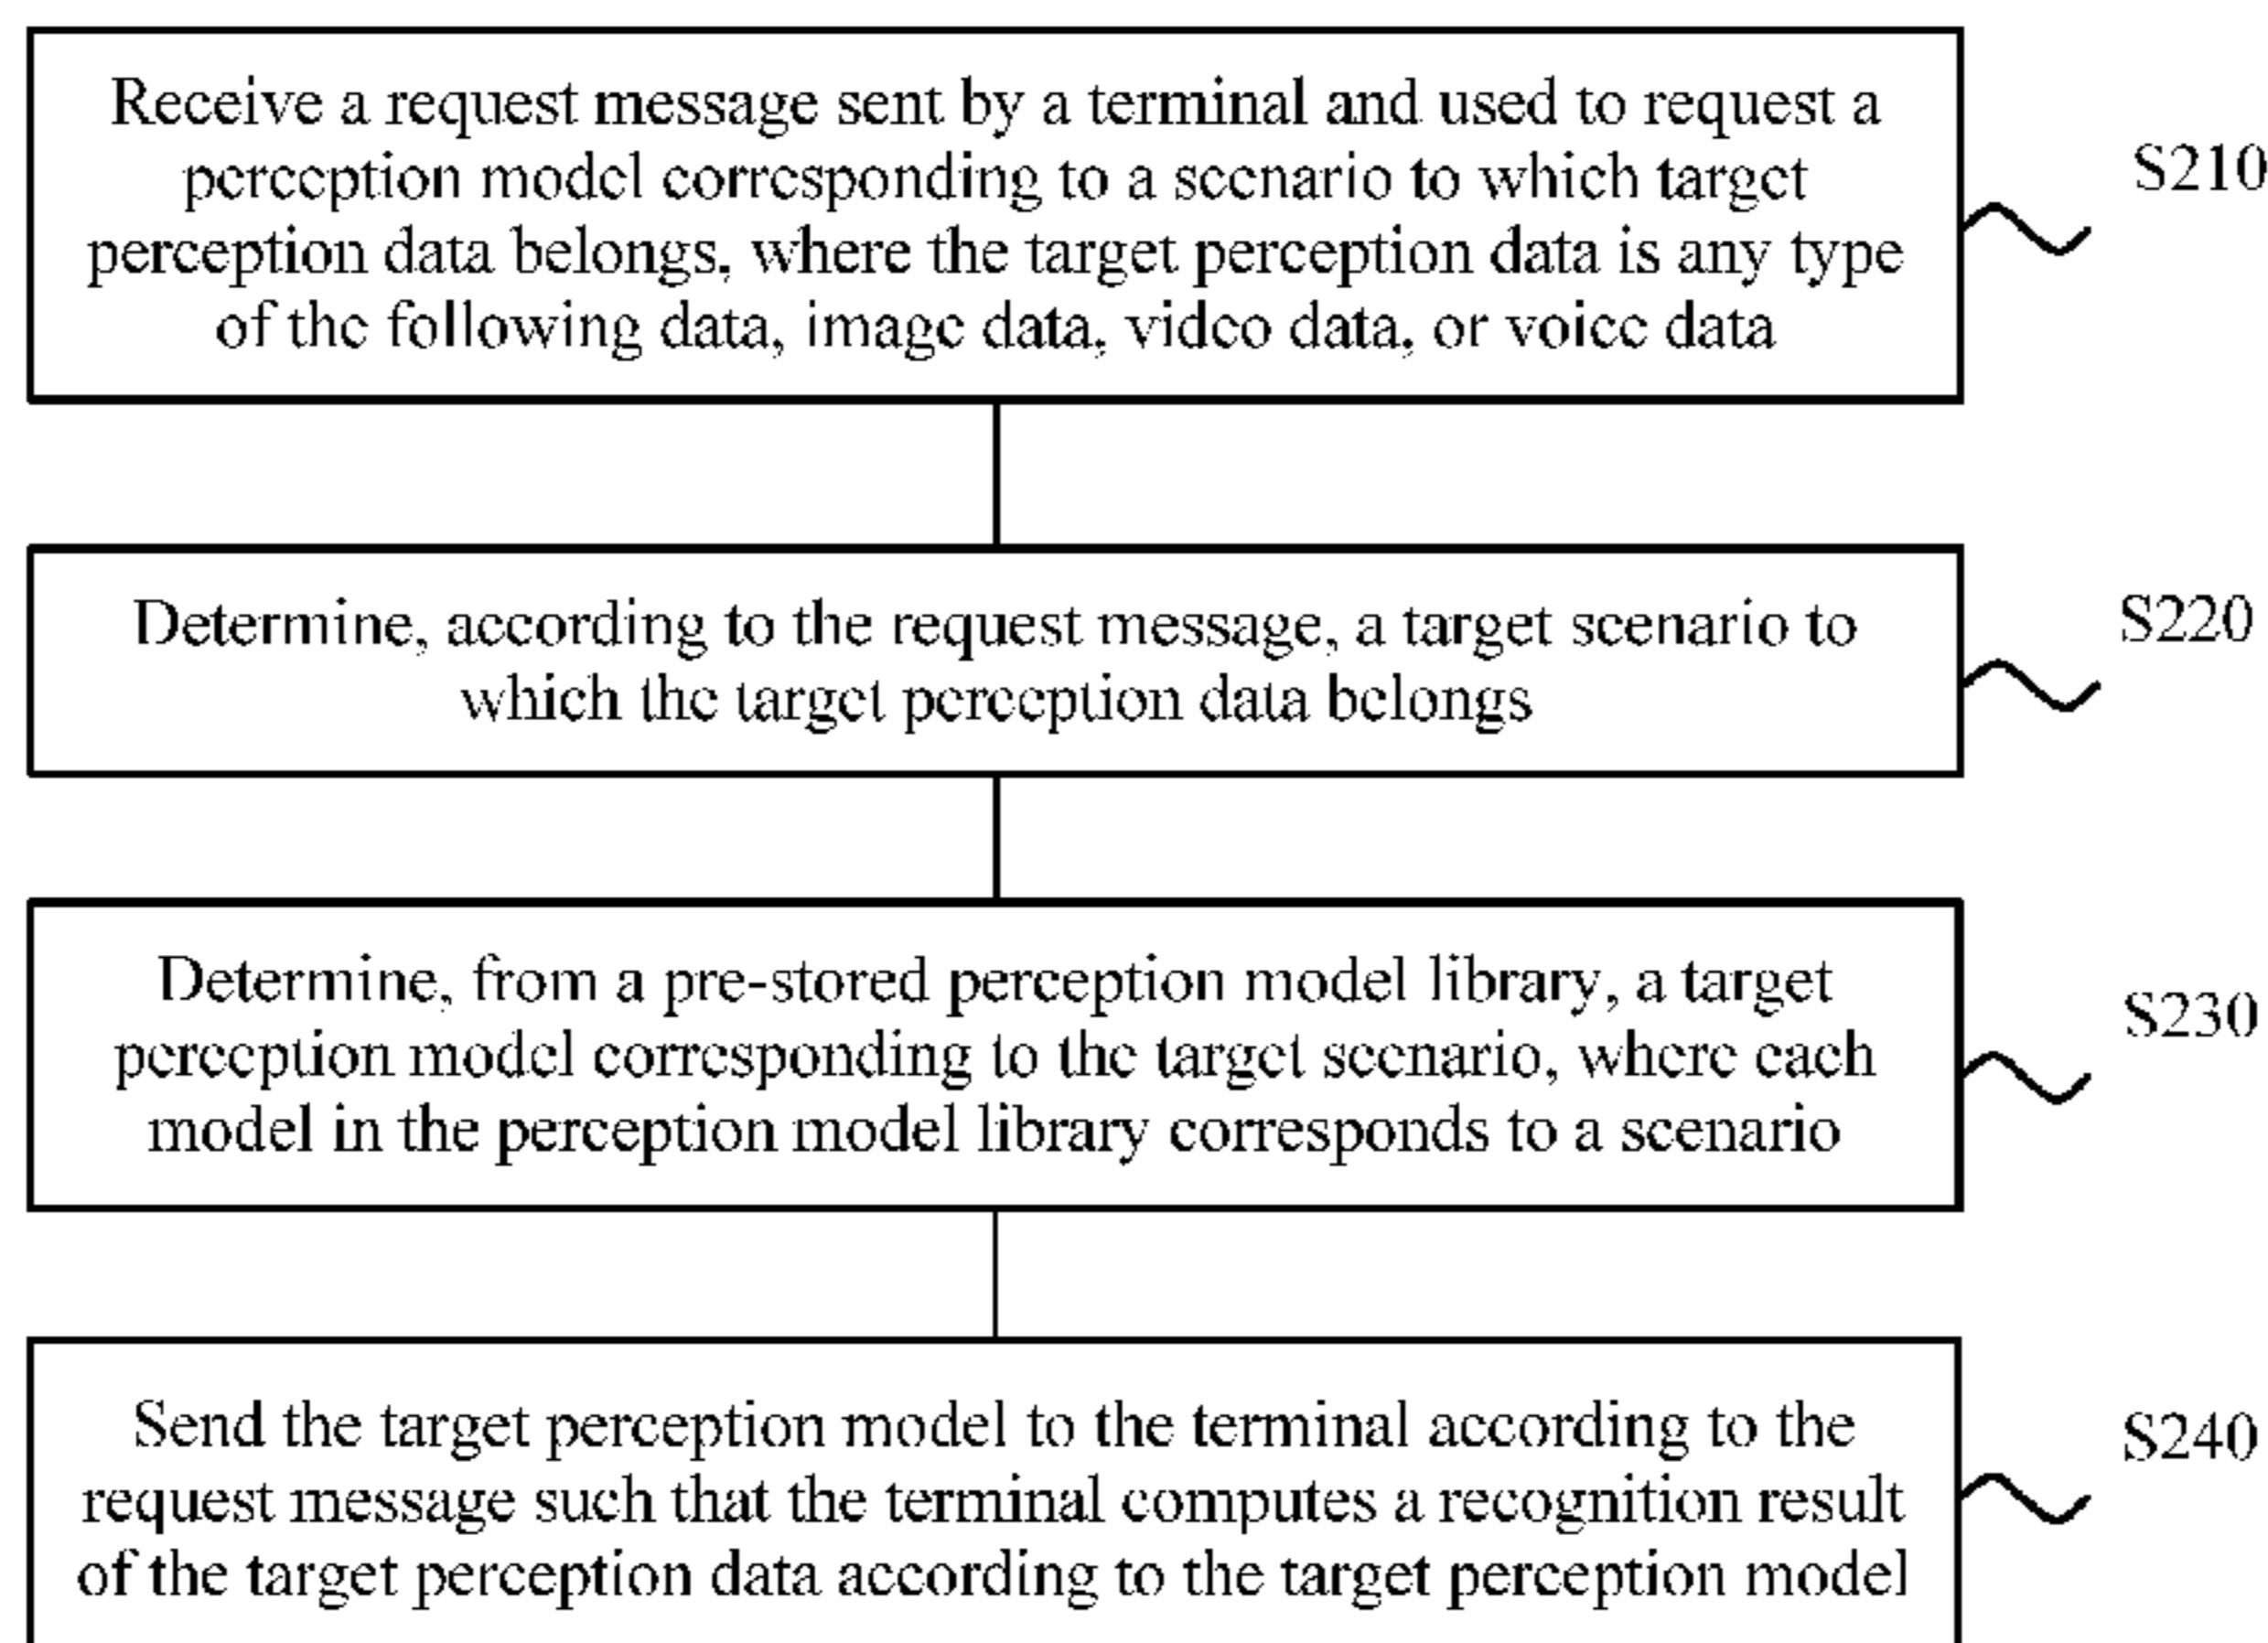 Receive a request message sent by a terminal and used to request a
perception model corresponding to a scenario to which target
perception data belongs, where the target perception data is any type
of the following data, image data, video data, or voice data
S210
Determine, according to the request message, a target scenario to
which the target perception data belongs
S220
Determine, from a pre-stored perception model library, a target
perception model corresponding to the target scenario, where each
model in the perception model library corresponds to a scenario
S230
Send the target perception model to the terminal according to the
request message such that the terminal computes a recognition result
of the target perception data according to the target perception model
S240